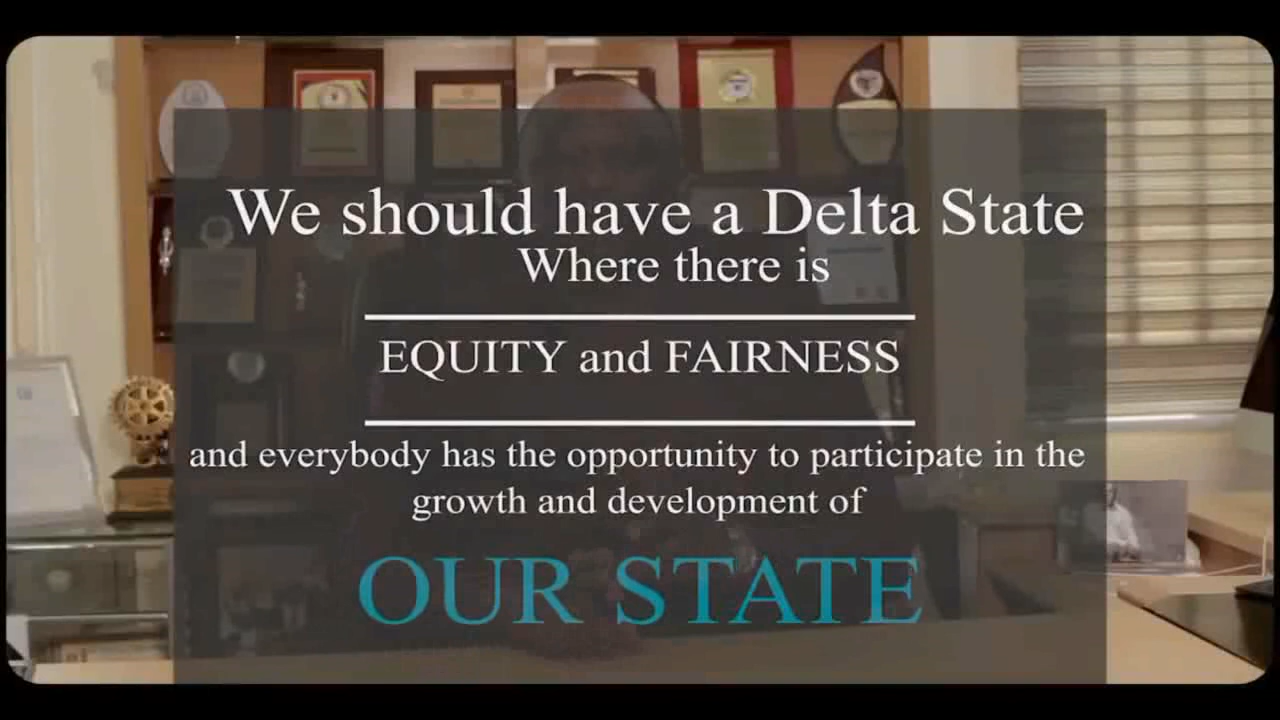 We should have a Delta State
Where there is
EQUITY and FAIRNESS
and everybody has the opportunity to participate in the
growth and development of
OUR STATE